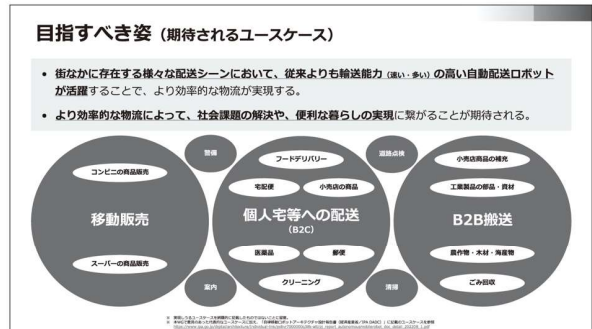 目指すべき姿（期待されるユースケース）
• 街なかに存在する様々な配送シーンにおいて、従来よりも輸送能力（速い・多い）の高い自動配送ロボット
が活躍することで、より効率的な物流が実現する。
• より効率的な物流によって、社会課題の解決や、便利な暮らしの実現に繋がることが期待される。
警備
フードデリバリー
道路点検
小売店商品の補充
コンビニの商品販売
宅配便
小売店の商品
工業製品の部品・資材
移動販売
個人宅等への配送
（B2C）
B2B搬送
医薬品
郵便
農作物・木材・海産物
スーパーの商品販売
案内
クリーニング
清掃
ごみ回収